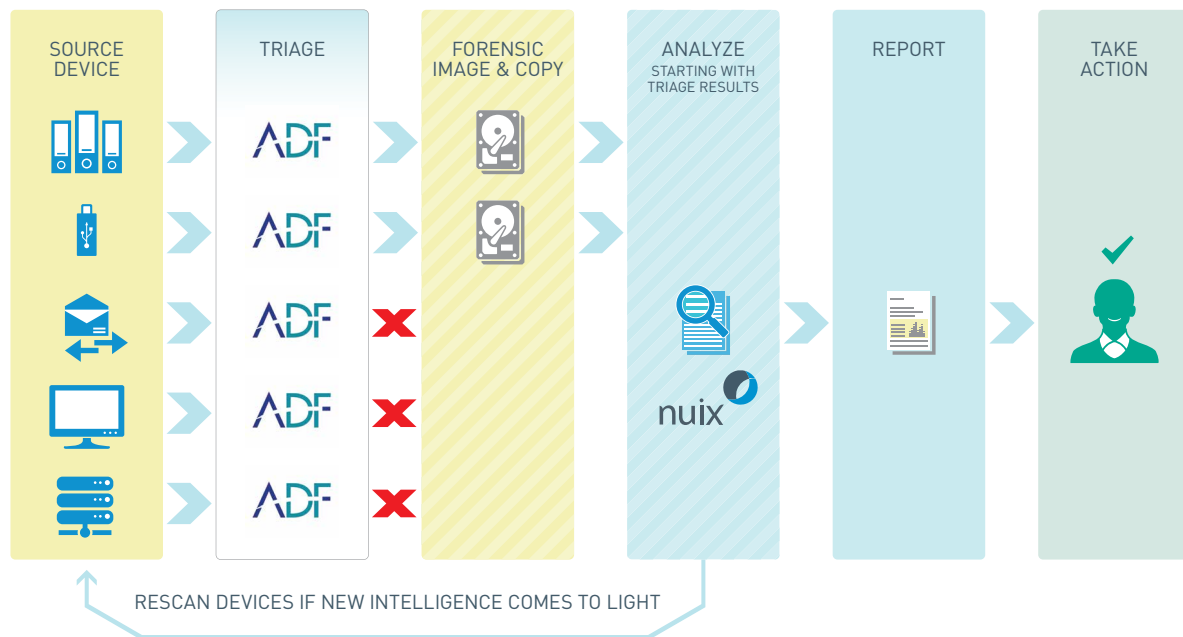 SOURCE
DEVICE
TRIAGE
FORENSIC
IMAGE & COPY
ANALYZE
STARTING WITH
TRIAGE RESULTS
REPORT
TAKE
ACTION
ADF
ADF
ADF
ADF
ADF
nuix
RESCAN DEVICES IF NEW INTELLIGENCE COMES TO LIGHT